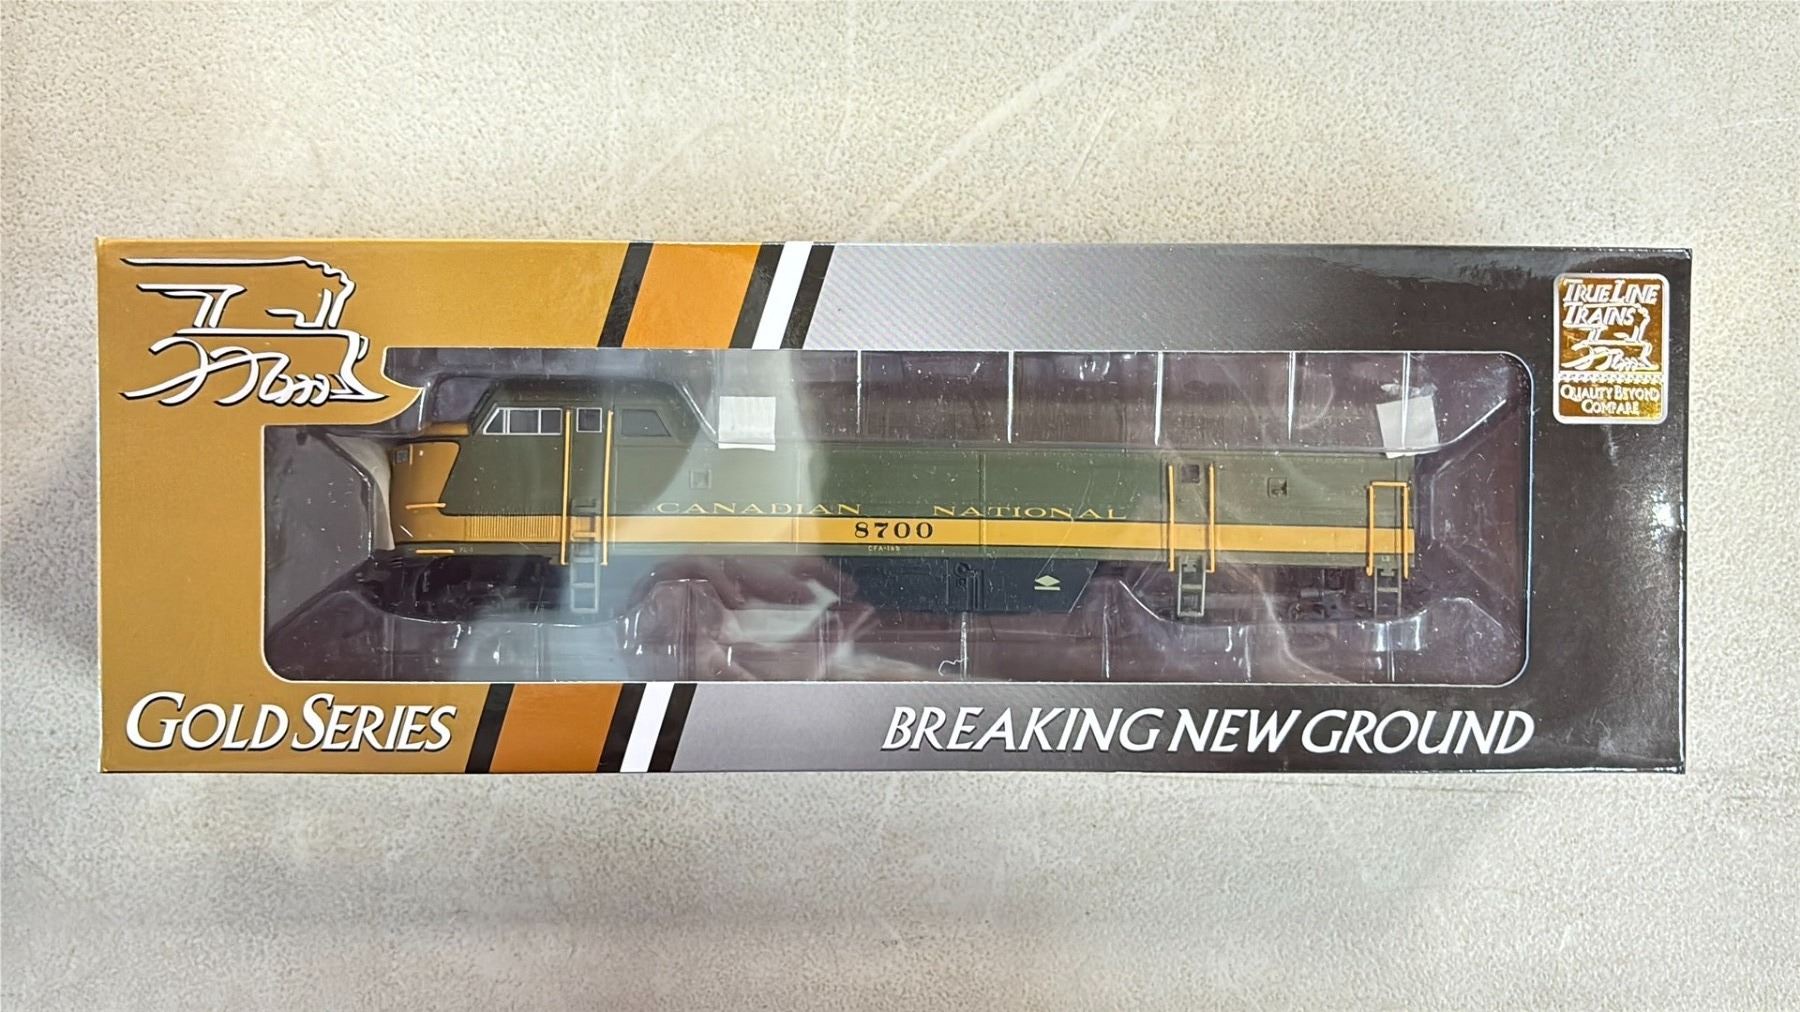 TRUE LINE
TRAINS
QUALITY BEYOND
COMPARE
CANADIAN NATIONAL
8700
GOLD SERIES
BREAKING NEW GROUND